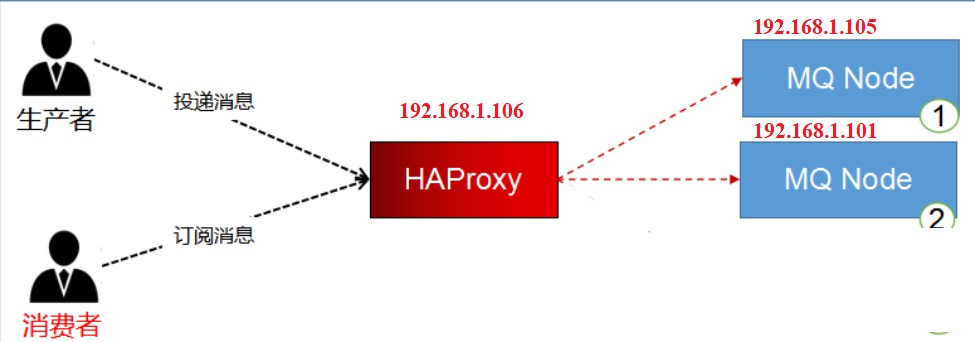 192.168.1.105
MQ Node
1
生产者
投递消息
192.168.1.106
192.168.1.101
HAProxy
MQ Node
2
订阅消息
消费者